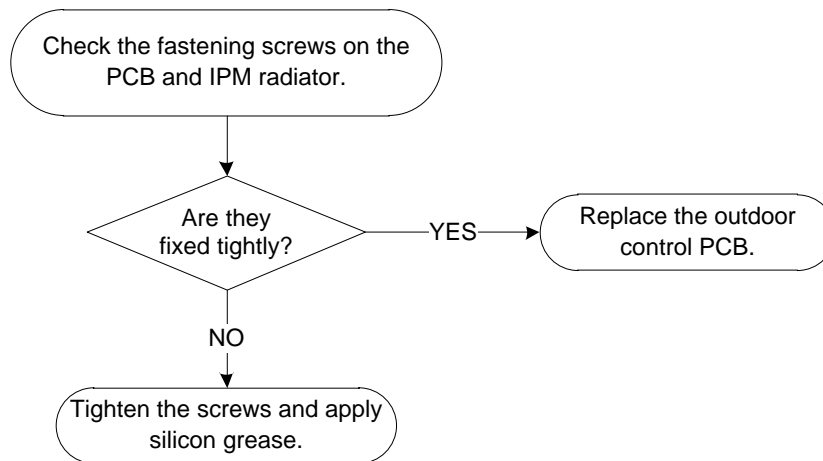 Check the fastening screws on the
PCB and IPM radiator.
Are they
fixed tightly?
YES
Replace the outdoor
control PCB.
NO
Tighten the screws and apply
silicon grease.